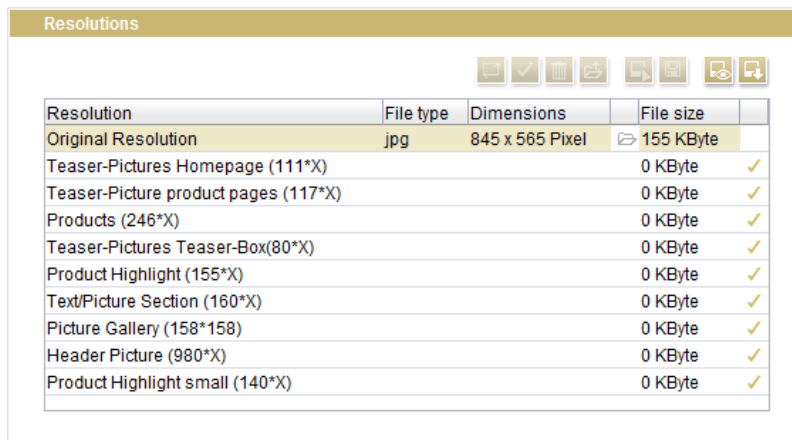 Resolutions
Resolution File type Dimensions File size
Original Resolution jpg 845 x 565 Pixel 155 KByte
Teaser-Pictures Homepage (111*X) 0 KByte
Teaser-Picture product pages (117*X) 0 KByte
Products (246*X) 0 KByte
Teaser-Pictures Teaser-Box(80*X) 0 KByte
Product Highlight (155*X) 0 KByte
Text/Picture Section (160*X) 0 KByte
Picture Gallery (158*158) 0 KByte
Header Picture (980*X) 0 KByte
Product Highlight small (140*X) 0 KByte